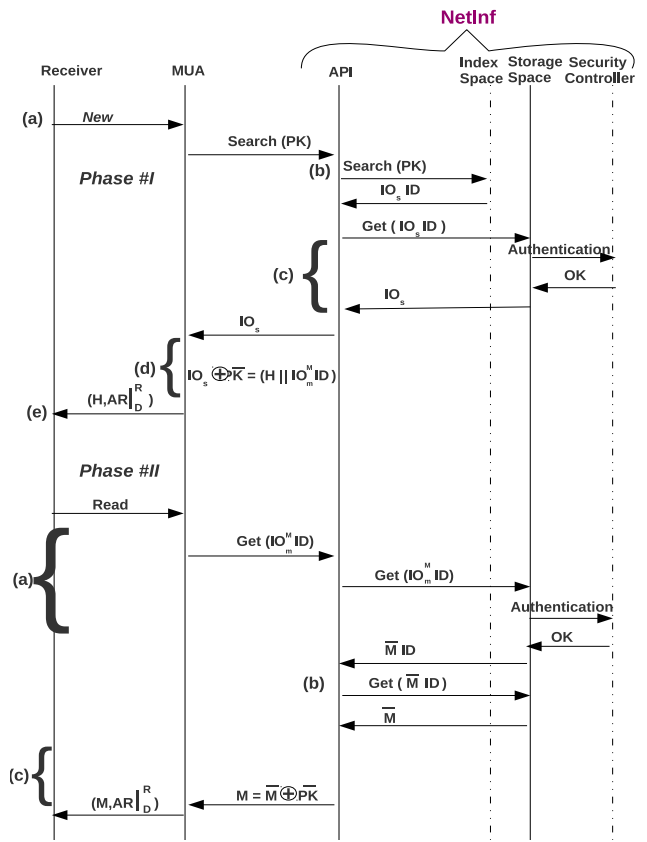 NetInf
Receiver MUA API Index Space Storage Space Security Controller
(a) New
Search (PK)
Phase #I
(b) Search (PK)
IOs ID
Get ( IOs ID )
(c) Authentication
OK
IOs
IOs
(d) IOs ⊕ P̅K̅ = (H || IOmM ID)
(e) (H,AR|DR )
Phase #II
Read
Get (IOmM ID)
(a) Get (IOmM ID)
Authentication
OK
M̅ ID
(b) Get ( M̅ ID)
M̅
(c) M = M̅ ⊕ P̅K̅
(M,AR|DR )